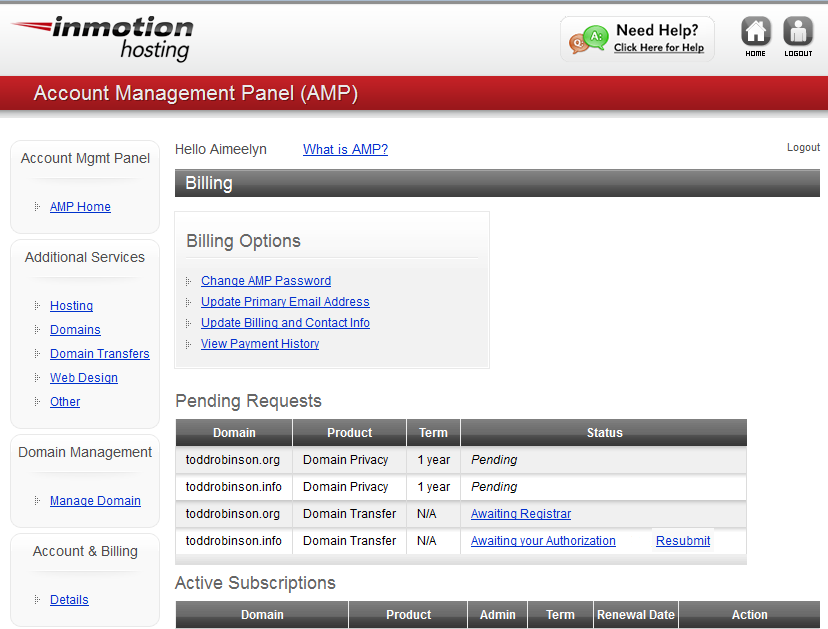 inmotion
hosting
Need Help?
Q:
A:
Click Here for Help
HOME
LOGOUT
Account Management Panel (AMP)
Account Mgmt Panel
AMP Home
Additional Services
Hosting
Domains
Domain Transfers
Web Design
Other
Domain Management
Manage Domain
Account & Billing
Details
Hello Aimeelyn What is AMP? Logout
Billing
Billing Options
Change AMP Password
Update Primary Email Address
Update Billing and Contact Info
View Payment History
Pending Requests
Domain Product Term Status
toddrobinson.org Domain Privacy 1 year Pending
toddrobinson.info Domain Privacy 1 year Pending
toddrobinson.org Domain Transfer N/A Awaiting Registrar
toddrobinson.info Domain Transfer N/A Awaiting your Authorization Resubmit
Active Subscriptions
Domain Product Admin Term Renewal Date Action